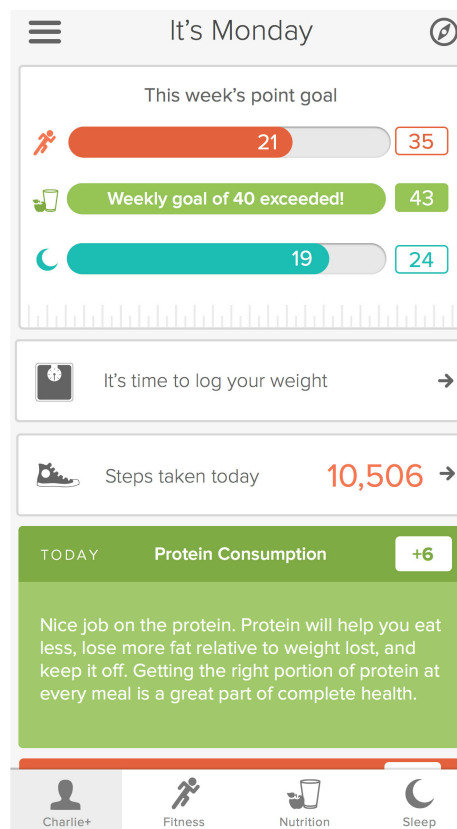 It's Monday
This week's point goal
21
35
Weekly goal of 40 exceeded!
43
19
24
It's time to log your weight
Steps taken today
10,506
TODAY
Protein Consumption
+6
Nice job on the protein. Protein will help you eat
less, lose more fat relative to weight lost, and
keep it off. Getting the right portion of protein at
every meal is a great part of complete health.
Charlie+
Fitness
Nutrition
Sleep